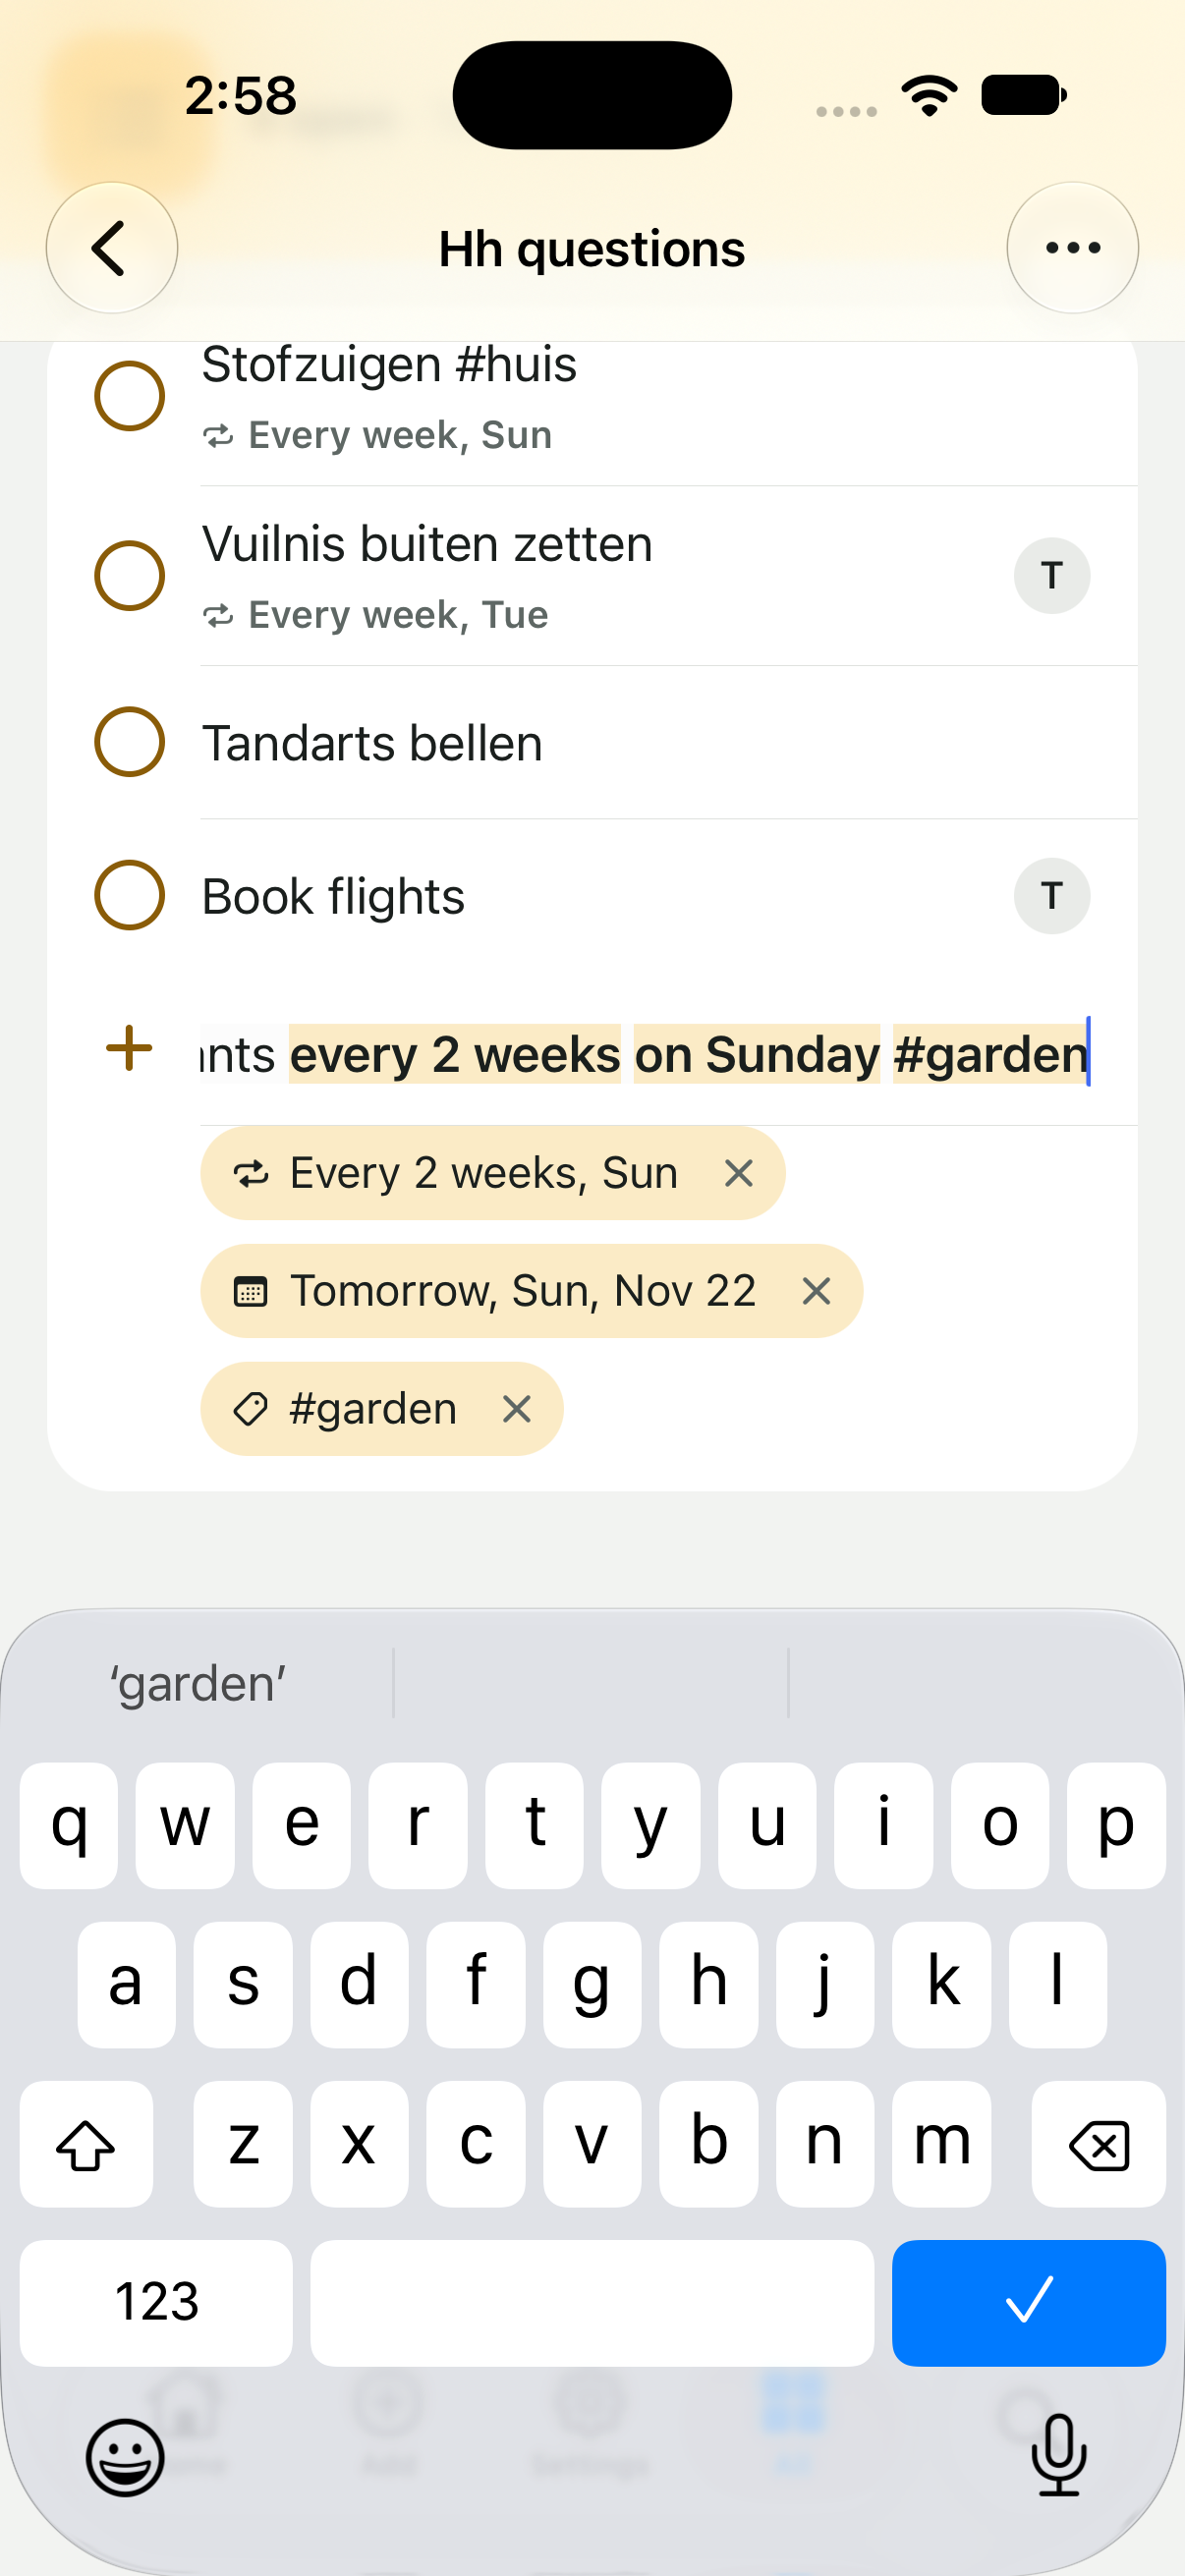 2:58
Hh questions
Stofzuigen #huis
Every week, Sun
Vuilnis buiten zetten
T
Every week, Tue
Tandarts bellen
Book flights
T
every 2 weeks on Sunday #garden
Every 2 weeks, Sun
Tomorrow, Sun, Nov 22
#garden
‘garden’
q w e r t y u i o p
a s d f g h j k l
z x c v b n m
123
Settings